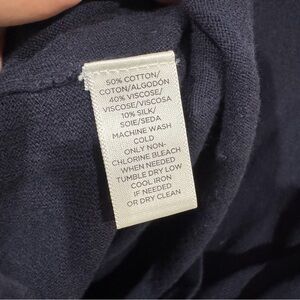 50% COTTON/
COTON/ALGODÓN
40% VISCOSE/
VISCOSE/VISCOSA
10% SILK/
SOIE/SEDA
MACHINE WASH
COLD
ONLY NON-
CHLORINE BLEACH
WHEN NEEDED
TUMBLE DRY LOW
COOL IRON
IF NEEDED
OR DRY CLEAN